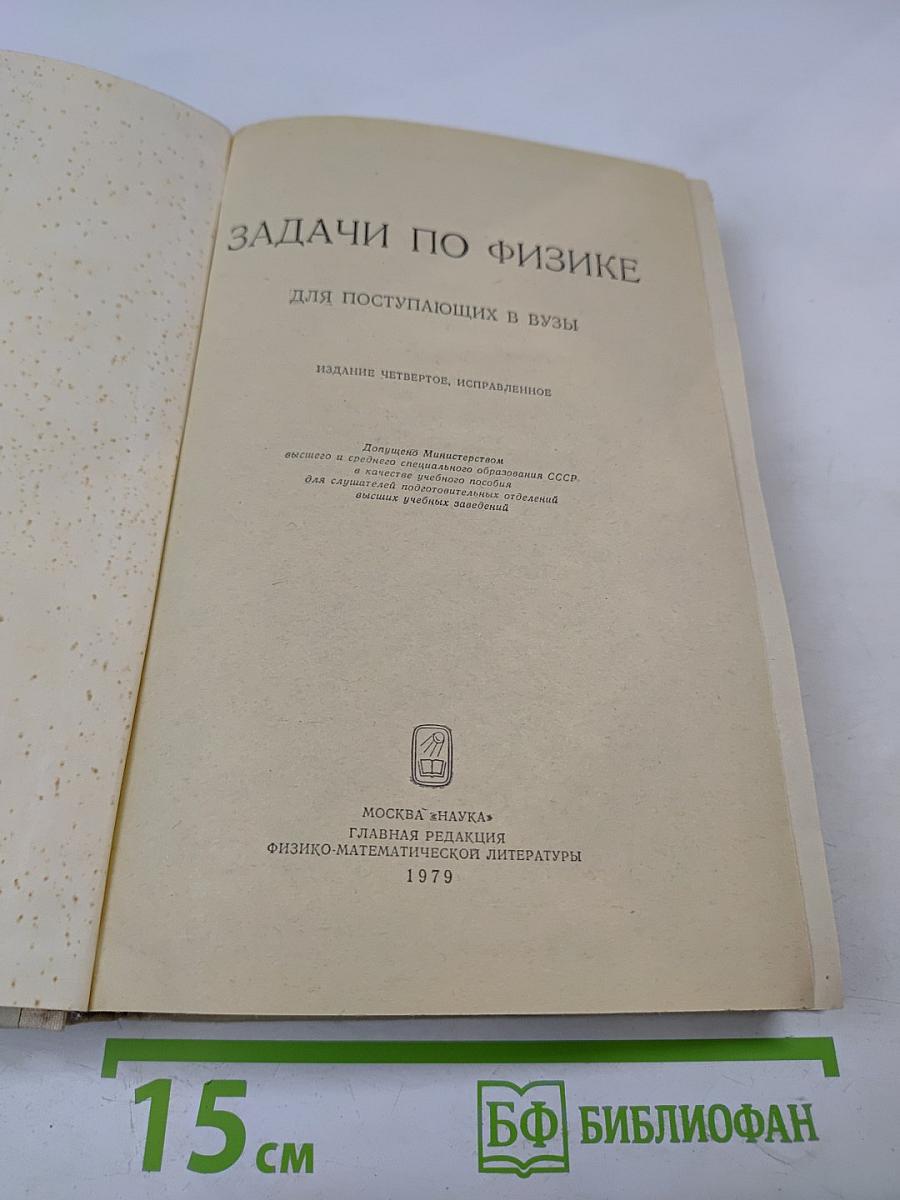 ЗАДАЧИ ПО ФИЗИКЕ
ДЛЯ ПОСТУПАЮЩИХ В ВУЗЫ
ИЗДАНИЕ ЧЕТВЕРТОЕ, ИСПРАВЛЕННОЕ
Допущено Министерством
высшего и среднего специального образования СССР
в качестве учебного пособия
для слушателей подготовительных отделений
высших учебных заведений
МОСКВА «НАУКА»
ГЛАВНАЯ РЕДАКЦИЯ
ФИЗИКО-МАТЕМАТИЧЕСКОЙ ЛИТЕРАТУРЫ
1979
15 см
БФ БИБЛИОФАН